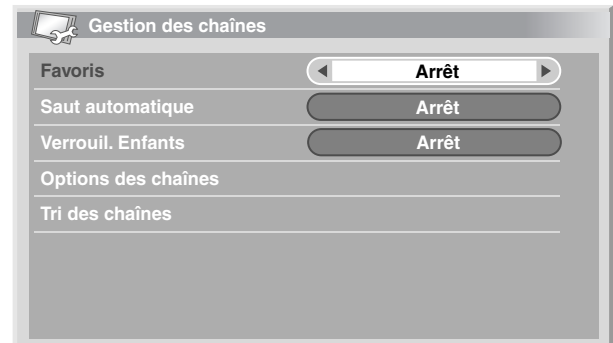 Gestion des chaînes
Favoris Arrêt
Saut automatique Arrêt
Verrouil. Enfants Arrêt
Options des chaînes
Tri des chaînes